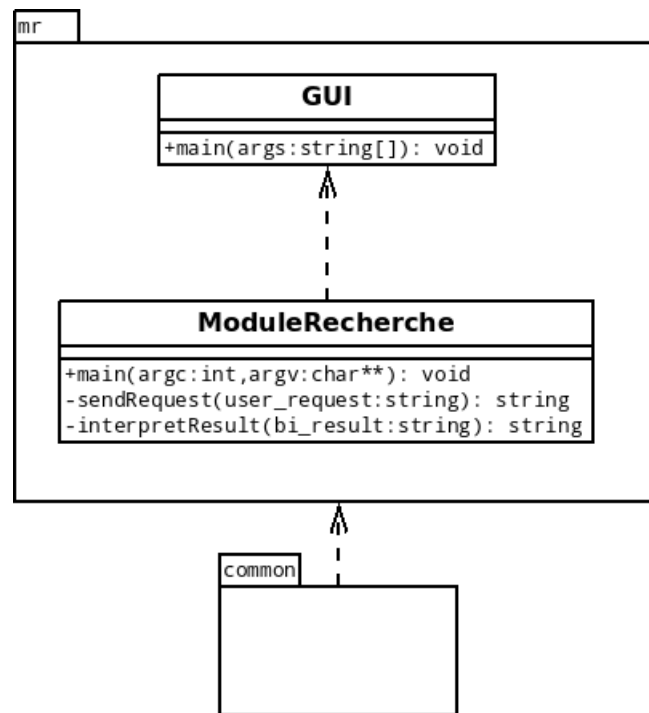 mr
GUI
+main(args:string[]): void
ModuleRecherche
+main(argc:int,argv:char**): void
-sendRequest(user_request:string): string
-interpretResult(bi_result:string): string
common